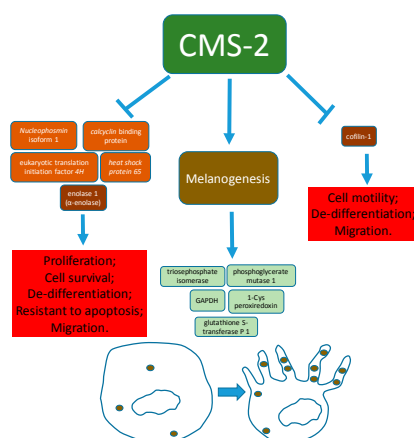 CMS-2
Nucleophosmin
isoform 1
calcyclin binding
protein
eukaryotic translation
initiation factor 4H
heat shock
protein 65
enolase 1
(α-enolase)
Proliferation;
Cell survival;
De-differentiation;
Resistant to apoptosis;
Migration.
Melanogenesis
triosephosphate
isomerase
phosphoglycerate
mutase 1
GAPDH
1-Cys
peroxiredoxin
glutathione S-
transferase P 1
cofilin-1
Cell motility;
De-differentiation;
Migration.